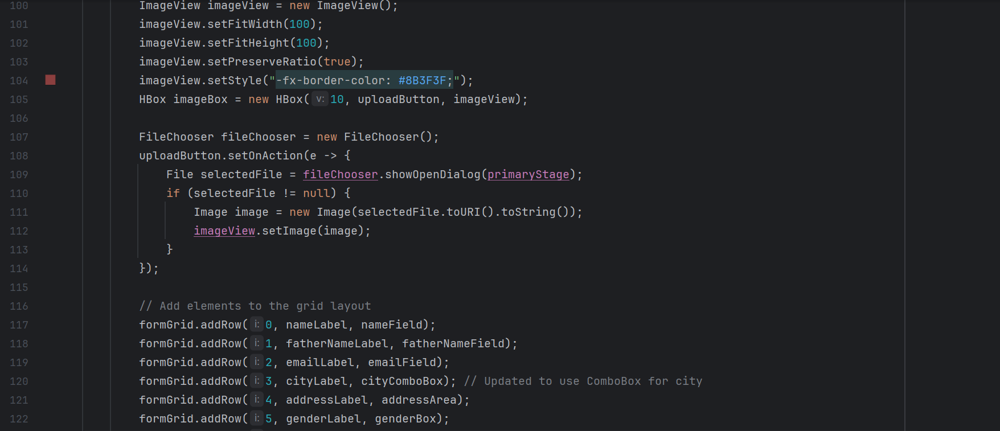 100 ImageView imageView = new ImageView();
101 imageView.setFitWidth(100);
102 imageView.setFitHeight(100);
103 imageView.setPreserveRatio(true);
104 imageView.setStyle("-fx-border-color: #8B3F3F;");
105 HBox imageBox = new HBox( v: 10, uploadButton, imageView);
106
107 FileChooser fileChooser = new FileChooser();
108 uploadButton.setOnAction(e -> {
109 File selectedFile = fileChooser.showOpenDialog(primaryStage);
110 if (selectedFile != null) {
111 Image image = new Image(selectedFile.toURI().toString());
112 imageView.setImage(image);
113 }
114 });
115
116 // Add elements to the grid layout
117 formGrid.addRow( i: 0, nameLabel, nameField);
118 formGrid.addRow( i: 1, fatherNameLabel, fatherNameField);
119 formGrid.addRow( i: 2, emailLabel, emailField);
120 formGrid.addRow( i: 3, cityLabel, cityComboBox); // Updated to use ComboBox for city
121 formGrid.addRow( i: 4, addressLabel, addressArea);
122 formGrid.addRow( i: 5, genderLabel, genderBox);